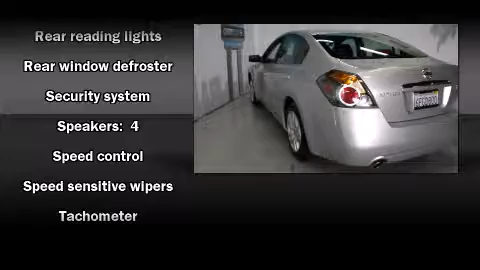 Rear reading lights
Rear window defroster
Security system
Speakers: 4
Speed control
Speed sensitive wipers
Tachometer